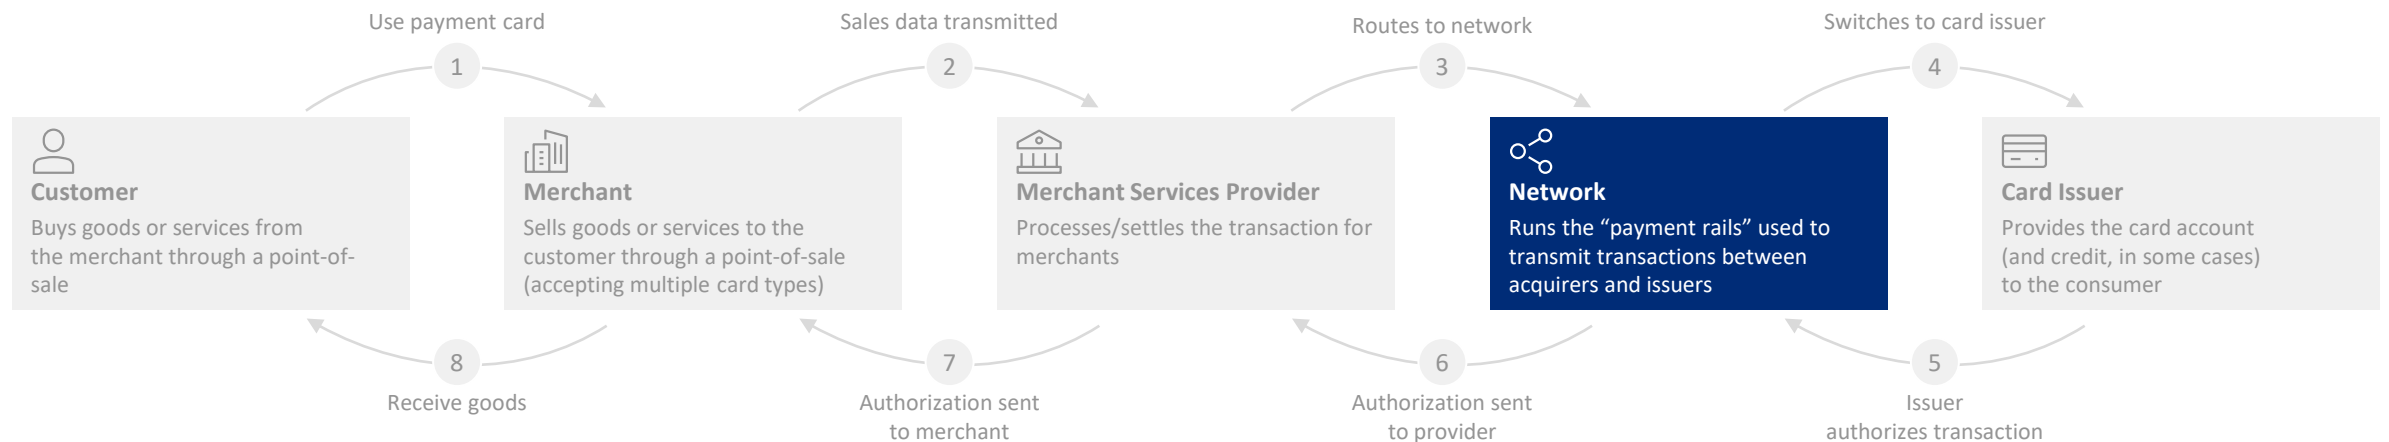 Use payment card
Sales data transmitted
Routes to network
Switches to card issuer
1
2
3
4
Customer
Buys goods or services from
the merchant through a point-of-
sale
Merchant
Sells goods or services to the
customer through a point-of-sale
(accepting multiple card types)
Merchant Services Provider
Processes/settles the transaction for
merchants
Network
Runs the “payment rails” used to
transmit transactions between
acquirers and issuers
Card Issuer
Provides the card account
(and credit, in some cases)
to the consumer
8
7
6
5
Receive goods
Authorization sent
to merchant
Authorization sent
to provider
Issuer
authorizes transaction